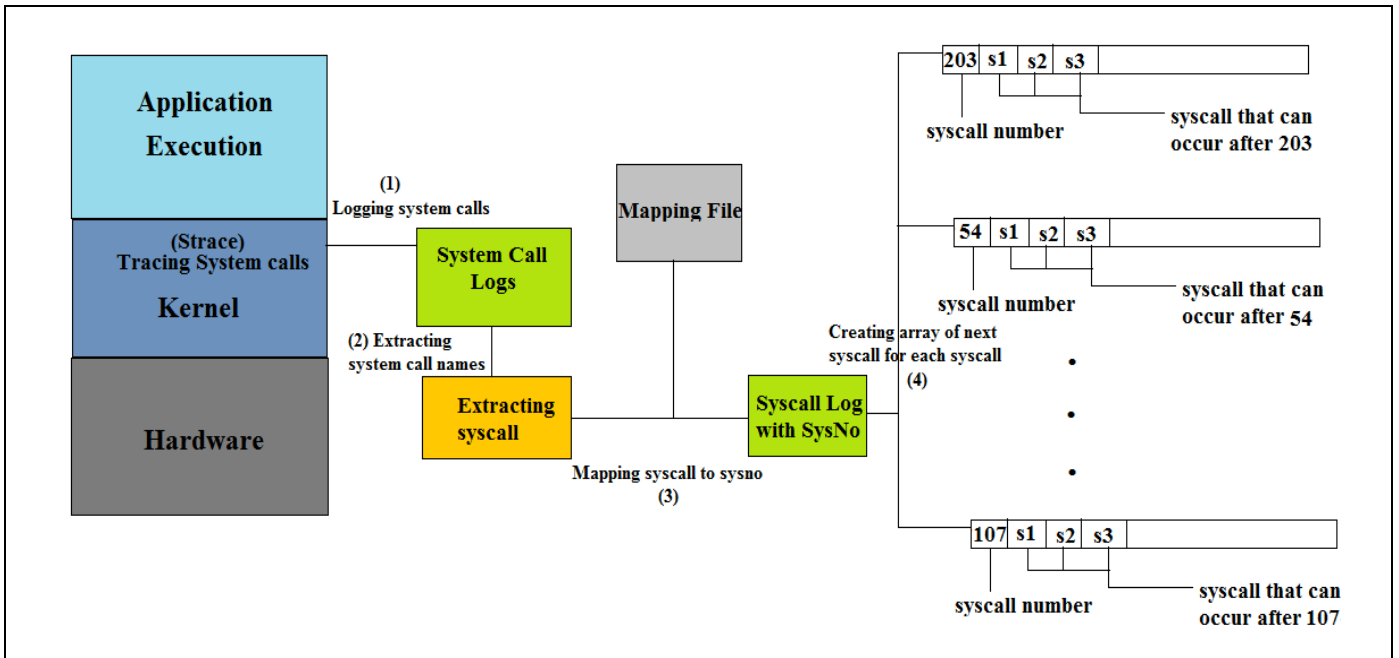 Application
Execution
(Strace)
Tracing System calls
Kernel
Hardware
(1)
Logging system calls
System Call
Logs
(2) Extracting
system call names
Extracting
syscall
Mapping File
Mapping syscall to sysno
(3)
Syscall Log
with SysNo
Creating array of next
syscall for each syscall
(4)
203 s1 s2 s3
syscall number
syscall that can
occur after 203
54 s1 s2 s3
syscall number
syscall that can
occur after 54
107 s1 s2 s3
syscall number
syscall that can
occur after 107